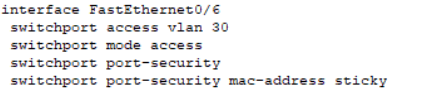 interface FastEthernet0/6
switchport access vlan 30
switchport mode access
switchport port-security
switchport port-security mac-address sticky